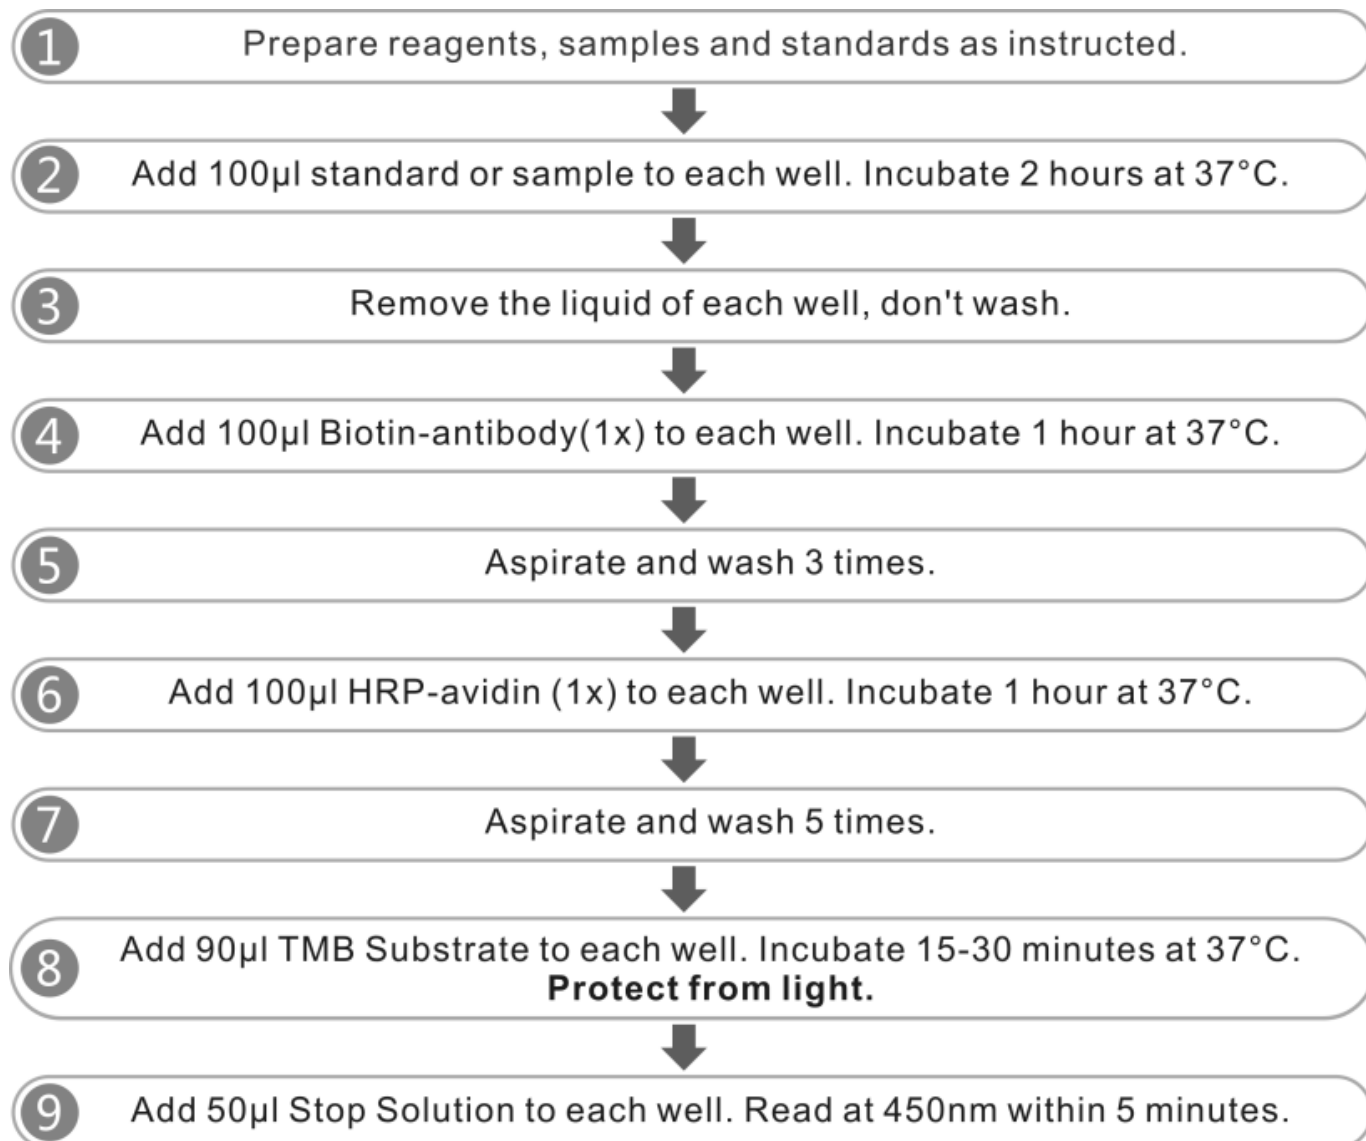 1 Prepare reagents, samples and standards as instructed.
2 Add 100µl standard or sample to each well. Incubate 2 hours at 37°C.
3 Remove the liquid of each well, don't wash.
4 Add 100µl Biotin-antibody(1x) to each well. Incubate 1 hour at 37°C.
5 Aspirate and wash 3 times.
6 Add 100µl HRP-avidin (1x) to each well. Incubate 1 hour at 37°C.
7 Aspirate and wash 5 times.
8 Add 90µl TMB Substrate to each well. Incubate 15-30 minutes at 37°C.
Protect from light.
9 Add 50µl Stop Solution to each well. Read at 450nm within 5 minutes.